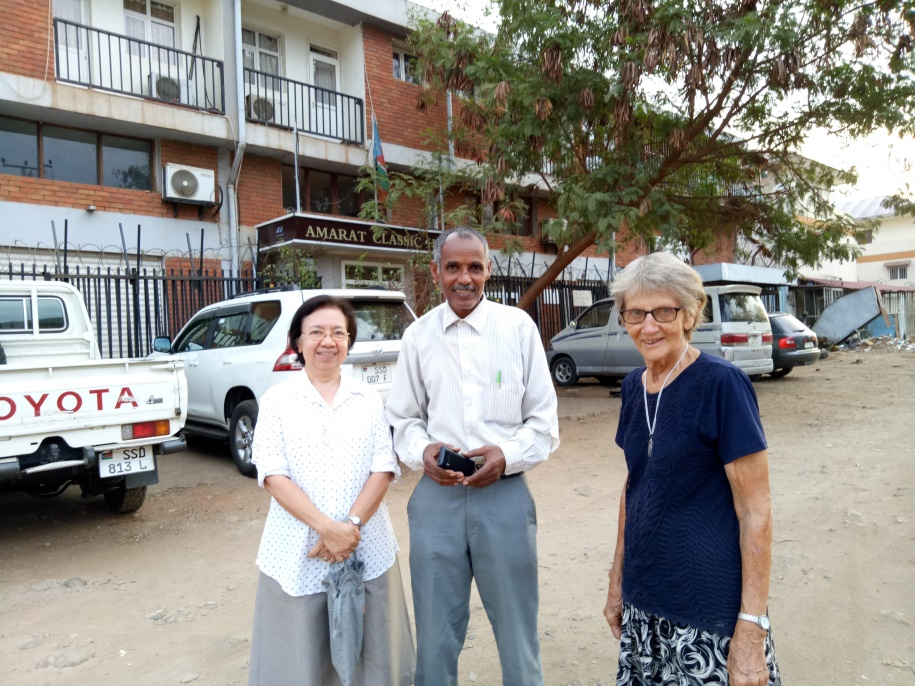 AMARAT CLASSIC
TOYOTA
SSD
813 L
SSD
007 F